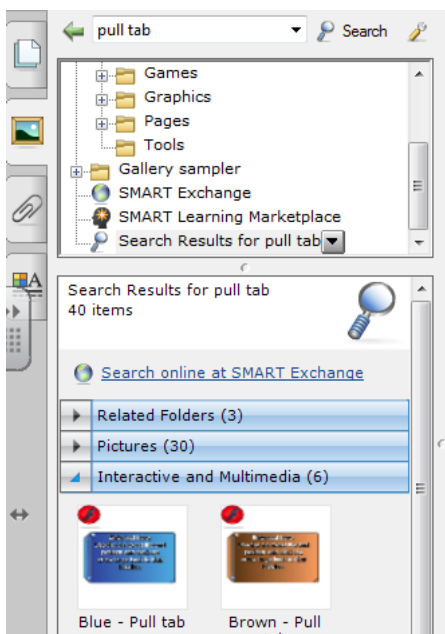 pull tab
Search
Games
Graphics
Pages
Tools
Gallery sampler
SMART Exchange
SMART Learning Marketplace
Search Results for pull tab
Search Results for pull tab
40 items
Search online at SMART Exchange
Related Folders (3)
Pictures (30)
Interactive and Multimedia (6)
Blue - Pull tab
Brown - Pull